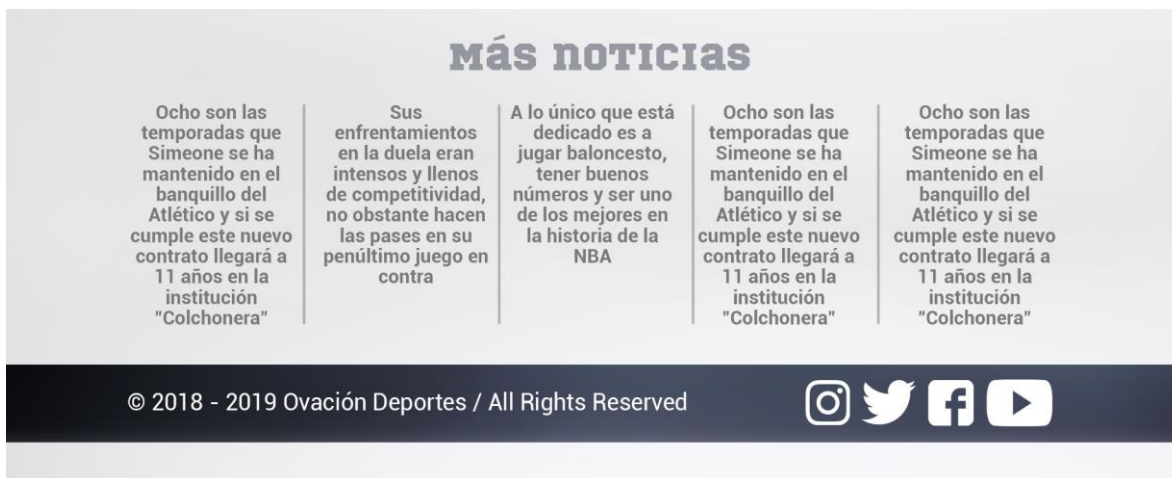 Más noticias
Ocho son las
temporadas que
Simeone se ha
mantenido en el
banquillo del
Atlético y si se
cumple este nuevo
contrato llegará a
11 años en la
institución
"Colchonera"
Sus
enfrentamientos
en la duela eran
intensos y llenos
de competitividad,
no obstante hacen
las pases en su
penúltimo juego en
contra
A lo único que está
dedicado es a
jugar baloncesto,
tener buenos
números y ser uno
de los mejores en
la historia de la
NBA
Ocho son las
temporadas que
Simeone se ha
mantenido en el
banquillo del
Atlético y si se
cumple este nuevo
contrato llegará a
11 años en la
institución
"Colchonera"
Ocho son las
temporadas que
Simeone se ha
mantenido en el
banquillo del
Atlético y si se
cumple este nuevo
contrato llegará a
11 años en la
institución
"Colchonera"
© 2018 - 2019 Ovación Deportes / All Rights Reserved